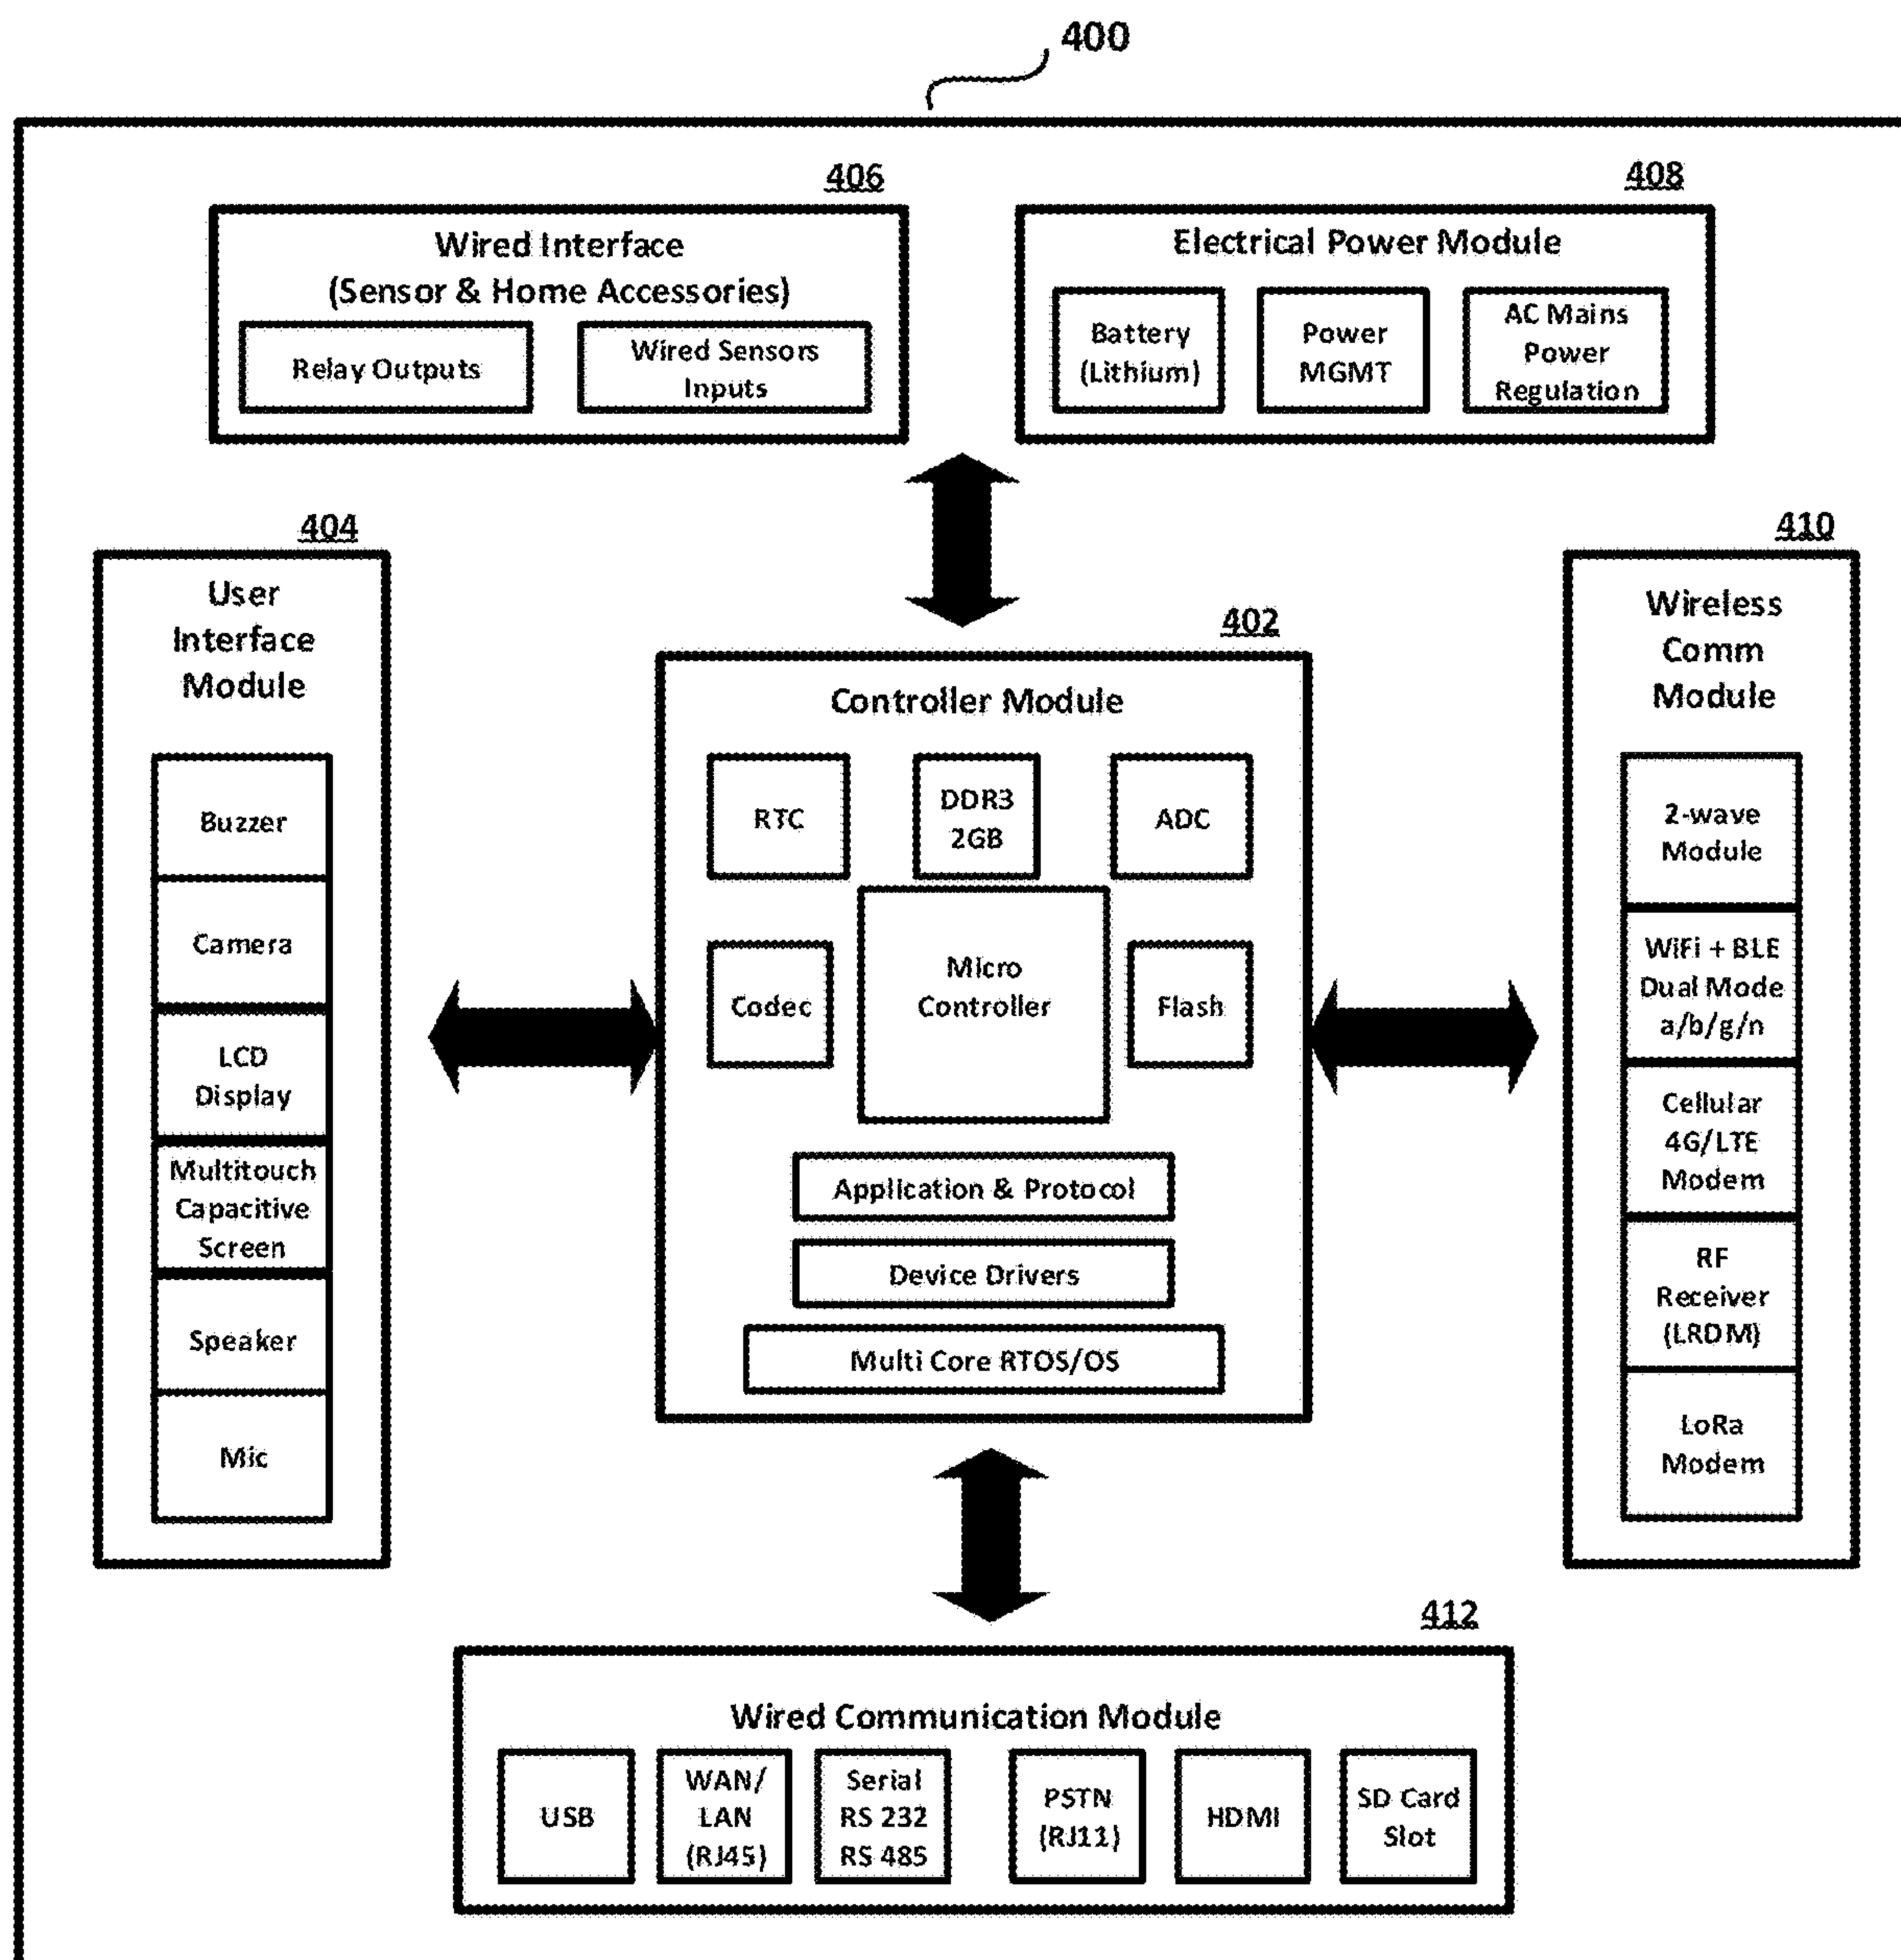 400
406
Wired Interface
(Sensor & Home Accessories)
Relay Outputs
Wired Sensors
Inputs
408
Electrical Power Module
Battery
(Lithium)
Power
MGMT
AC Mains
Power
Regulation
404
User
Interface
Module
Buzzer
Camera
LCD
Display
Multitouch
Capacitive
Screen
Speaker
Mic
402
Controller Module
RTC
DDR3
2GB
ADC
Codec
Micro
Controller
Flash
Application & Protocol
Device Drivers
Multi Core RTOS/OS
410
Wireless
Comm
Module
2-wave
Module
WiFi + BLE
Dual Mode
a/b/g/n
Cellular
4G/LTE
Modem
RF
Receiver
(LRDM)
LoRa
Modem
412
Wired Communication Module
USB
WAN/
LAN
(RJ45)
Serial
RS 232
RS 485
PSTN
(RJ11)
HDMI
SD Card
Slot